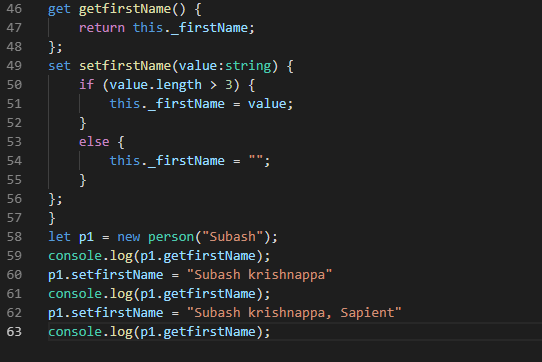 46 get getfirstName() {
47 return this._firstName;
48 };
49 set setfirstName(value:string) {
50 if (value.length > 3) {
51 this._firstName = value;
52 }
53 else {
54 this._firstName = "";
55 }
56 };
57 }
58 let p1 = new person("Subash");
59 console.log(p1.getfirstName);
60 p1.setfirstName = "Subash krishnappa"
61 console.log(p1.getfirstName);
62 p1.setfirstName = "Subash krishnappa, Sapient"
63 console.log(p1.getfirstName);